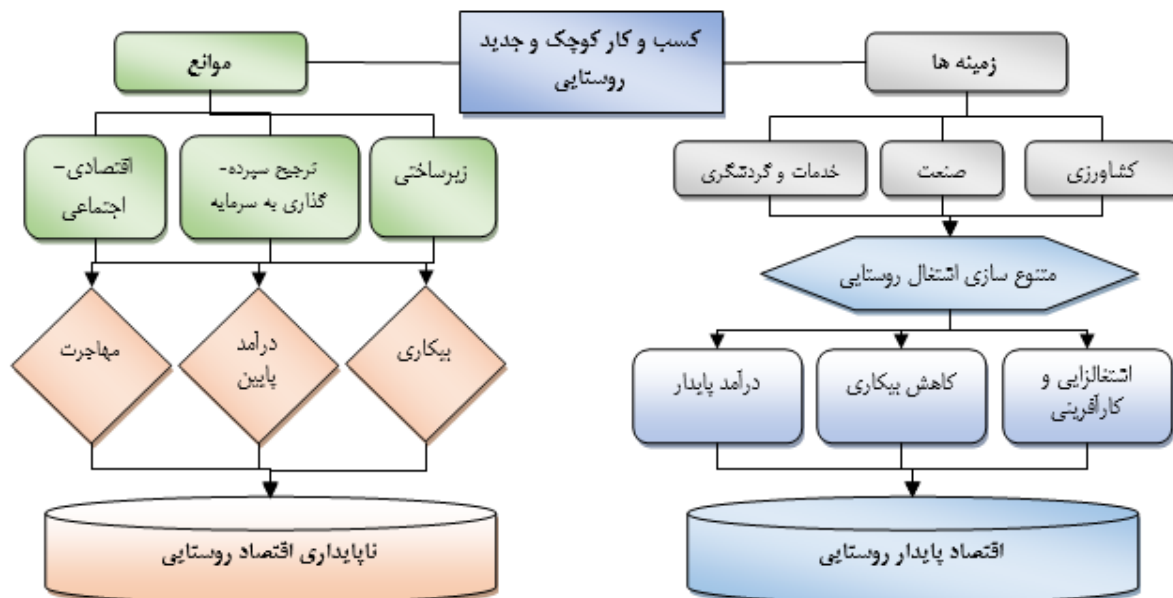 کسب و کار کوچک و جدید
روستایی
زمینه ها
موانع
کشاورزی
صنعت
خدمات و گردشگری
زیرساختی
ترجیح سپرده-
گذاری به سرمایه
اقتصادی-
اجتماعی
متنوع سازی اشتغال روستایی
اشتغالزایی و
کارآفرینی
کاهش بیکاری
درآمد پایدار
بیکاری
درآمد
پایین
مهاجرت
اقتصاد پایدار روستایی
ناپایداری اقتصاد روستایی